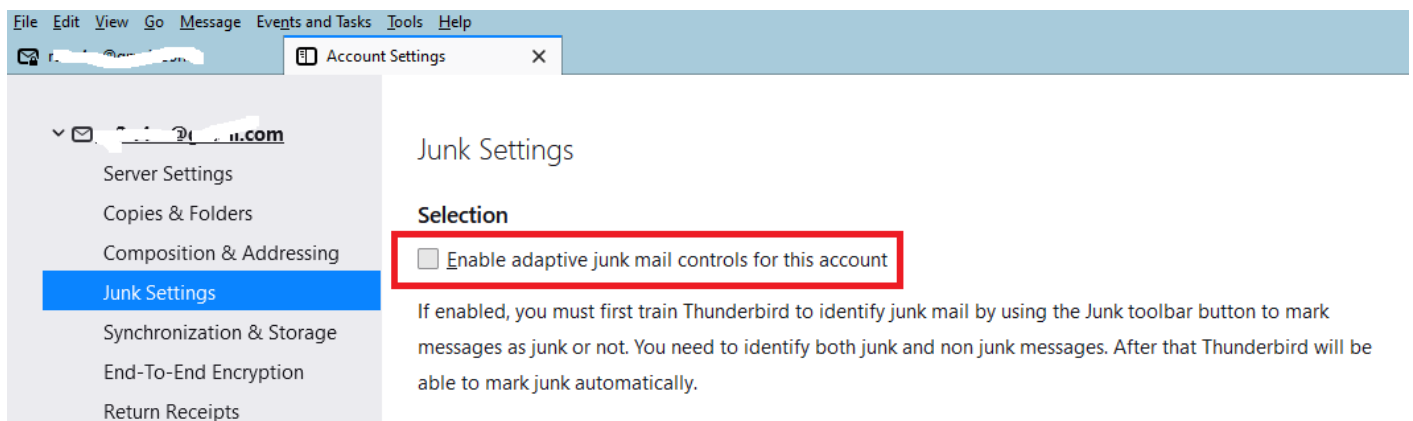 File Edit View Go Message Events and Tasks Tools Help
Account Settings
.com
Server Settings
Copies & Folders
Composition & Addressing
Junk Settings
Synchronization & Storage
End-To-End Encryption
Return Receipts
Junk Settings
Selection
Enable adaptive junk mail controls for this account
If enabled, you must first train Thunderbird to identify junk mail by using the Junk toolbar button to mark
messages as junk or not. You need to identify both junk and non junk messages. After that Thunderbird will be
able to mark junk automatically.